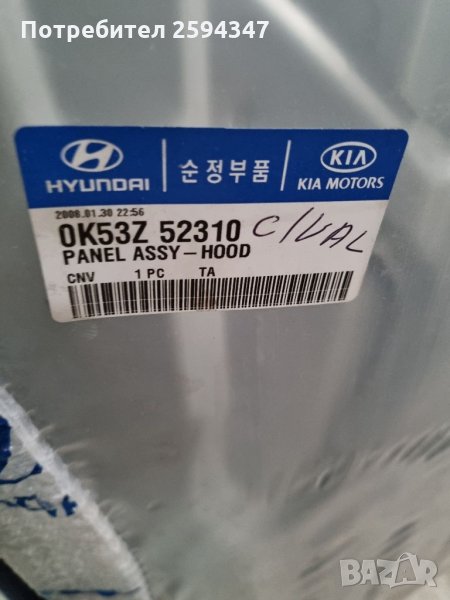 Потребител 2594347
HYUNDAI
순정부품
KIA
KIA MOTORS
2008.01.30 22:56
0K53Z 52310
PANEL ASSY-HOOD
CNV 1 PC TA
BAZAR